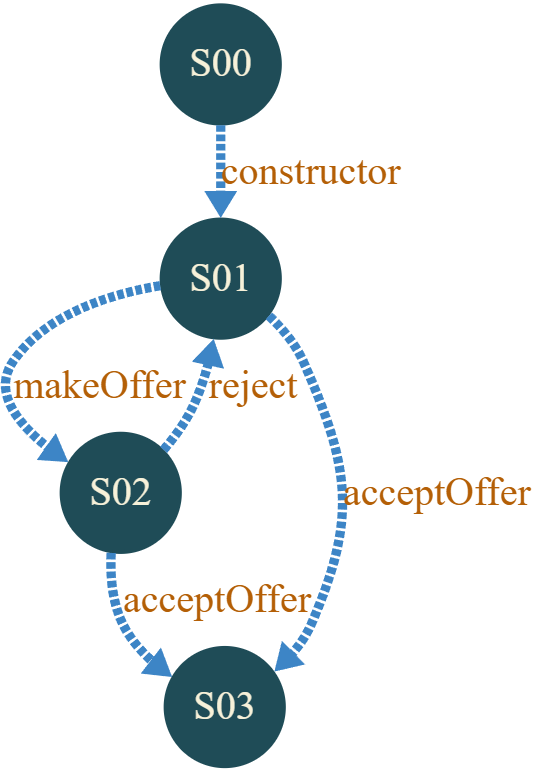 S00
constructor
S01
makeOffer
reject
S02
acceptOffer
acceptOffer
S03